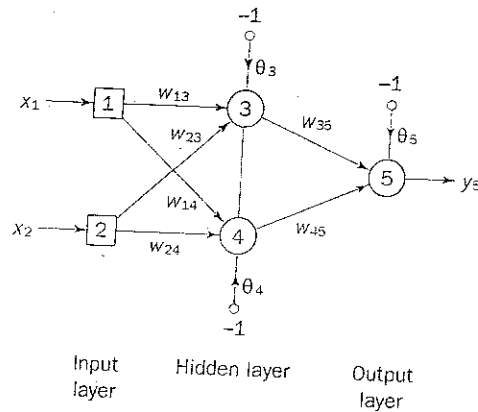 -1
θ3
-1
x1
1
w13
3
w35
θ5
w23
5
y5
w14
x2
2
w24
4
w45
θ4
-1
Input layer
Hidden layer
Output layer